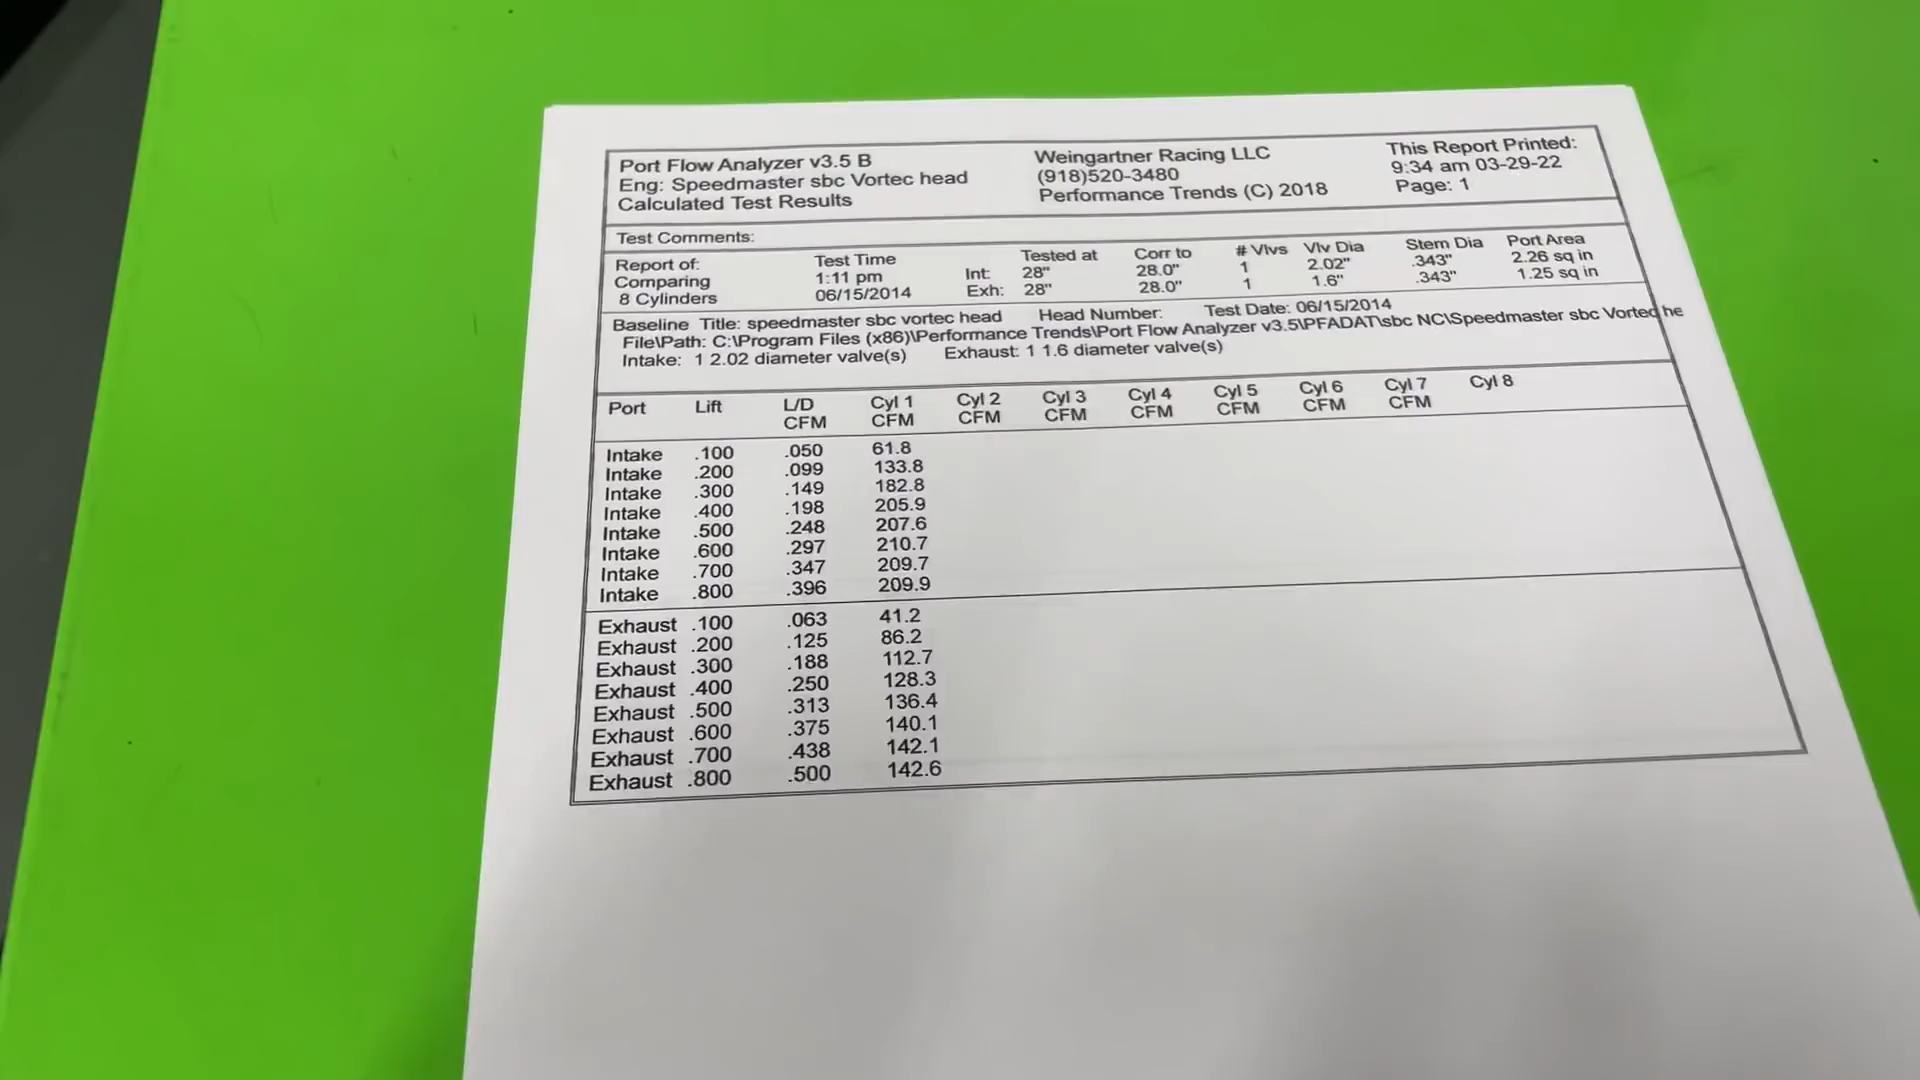 Port Flow Analyzer v3.5 B
Eng: Speedmaster sbc Vortec head
Calculated Test Results
Weingartner Racing LLC
(918)520-3480
Performance Trends (C) 2018
This Report Printed:
9:34 am 03-29-22
Page: 1
Test Comments:
Report of: Test Time Tested at Corr to # Vlvs Vlv Dia Stem Dia Port Area
Comparing 1:11 pm Int: 28" 28.0" 1 2.02" .343" 2.26 sq in
8 Cylinders 06/15/2014 Exh: 28" 28.0" 1 1.6" .343" 1.25 sq in
Baseline Title: speedmaster sbc vortec head Head Number: Test Date: 06/15/2014
File\Path: C:\Program Files (x86)\Performance Trends\Port Flow Analyzer v3.5\PFADAT\sbc NC\Speedmaster sbc Vortec he
Intake: 1 2.02 diameter valve(s) Exhaust: 1 1.6 diameter valve(s)
Port Lift L/D Cyl 1 Cyl 2 Cyl 3 Cyl 4 Cyl 5 Cyl 6 Cyl 7 Cyl 8
CFM CFM CFM CFM CFM CFM CFM CFM
Intake .100 .050 61.8
Intake .200 .099 133.8
Intake .300 .149 182.8
Intake .400 .198 205.9
Intake .500 .248 207.6
Intake .600 .297 210.7
Intake .700 .347 209.7
Intake .800 .396 209.9
Exhaust .100 .063 41.2
Exhaust .200 .125 86.2
Exhaust .300 .188 112.7
Exhaust .400 .250 128.3
Exhaust .500 .313 136.4
Exhaust .600 .375 140.1
Exhaust .700 .438 142.1
Exhaust .800 .500 142.6